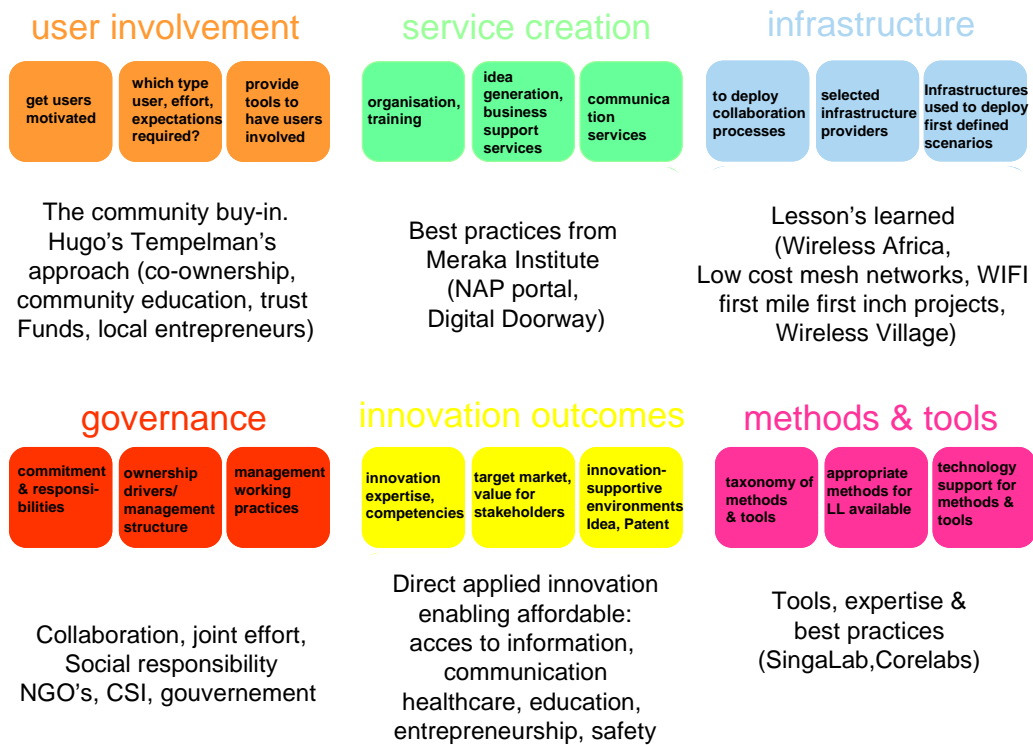 user involvement
get users
motivated
which type
user, effort,
expectations
required?
provide
tools to
have users
involved
The community buy-in.
Hugo's Tempelman's
approach (co-ownership,
community education, trust
Funds, local entrepreneurs)
service creation
organisation,
training
idea
generation,
business
support
services
communica
tion
services
Best practices from
Meraka Institute
(NAP portal,
Digital Doorway)
infrastructure
to deploy
collaboration
processes
selected
infrastructure
providers
Infrastructures
used to deploy
first defined
scenarios
Lesson's learned
(Wireless Africa,
Low cost mesh networks, WIFI
first mile first inch projects,
Wireless Village)
governance
commitment
& responsi-
bilities
ownership
drivers/
management
structure
management
working
practices
Collaboration, joint effort,
Social responsibility
NGO's, CSI, gouvernement
innovation outcomes
innovation
expertise,
competencies
target market,
value for
stakeholders
innovation-
supportive
environments
Idea, Patent
Direct applied innovation
enabling affordable:
acces to information,
communication
healthcare, education,
entrepreneurship, safety
methods & tools
taxonomy of
methods
& tools
appropriate
methods for
LL available
technology
support for
methods &
tools
Tools, expertise &
best practices
(SingaLab,Corelabs)